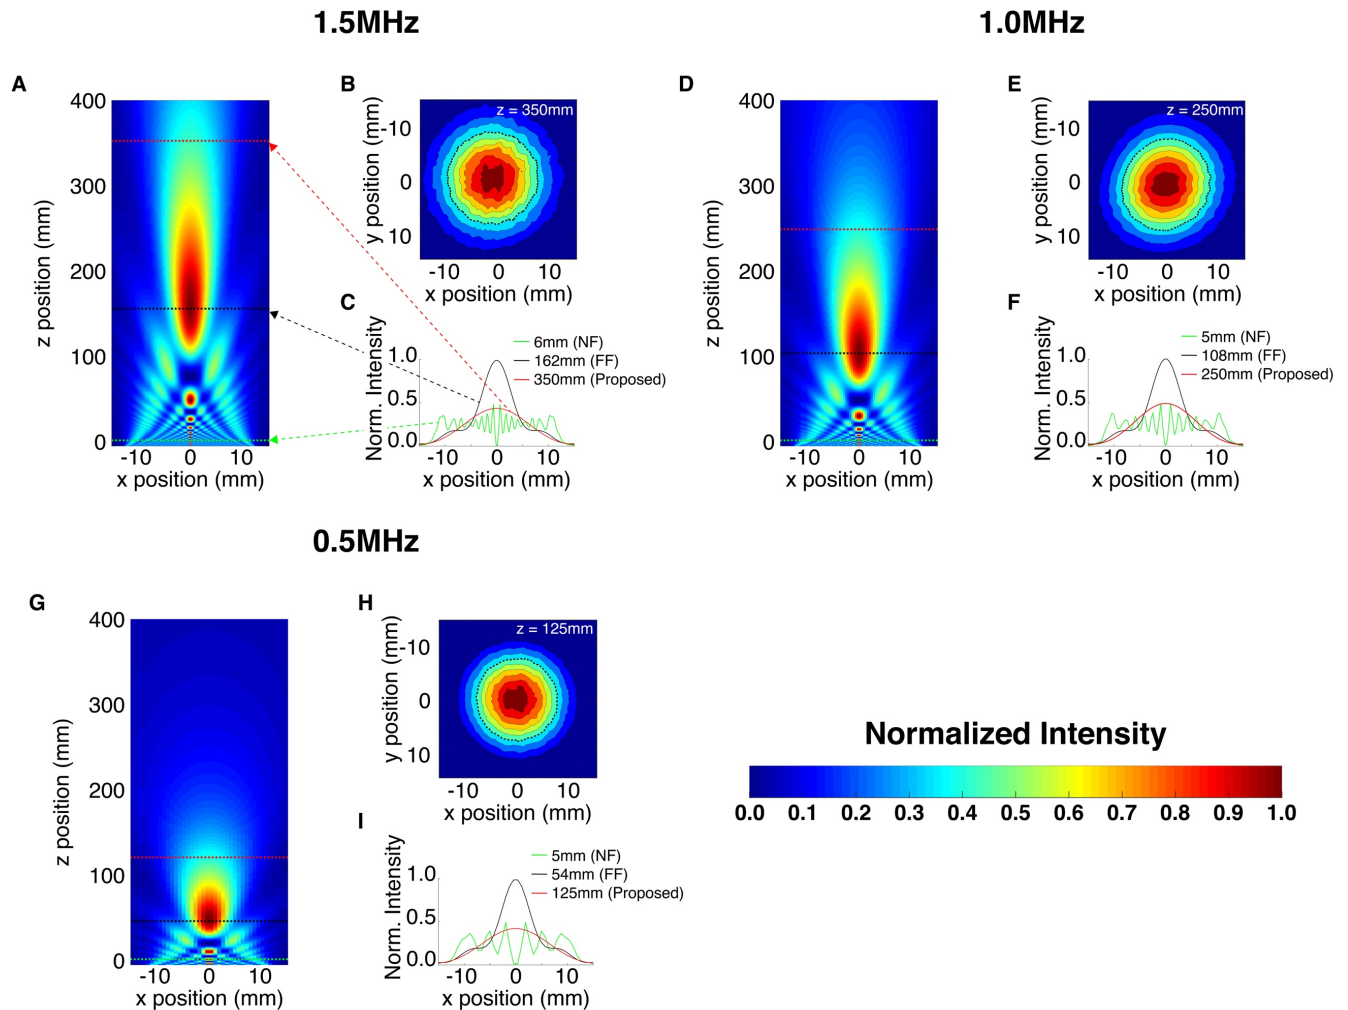 1.5MHz
1.0MHz
A
400
300
200
100
0
z position (mm)
-10 0 10
x position (mm)
B
z = 350mm
-10
0
10
y position (mm)
-10 0 10
x position (mm)
C
6mm (NF)
162mm (FF)
350mm (Proposed)
1.0
0.5
0.0
Norm. Intensity
-10 0 10
x position (mm)
D
400
300
200
100
0
z position (mm)
-10 0 10
x position (mm)
E
z = 250mm
-10
0
10
y position (mm)
-10 0 10
x position (mm)
F
5mm (NF)
108mm (FF)
250mm (Proposed)
1.0
0.5
0.0
Norm. Intensity
-10 0 10
x position (mm)
0.5MHz
G
400
300
200
100
0
z position (mm)
-10 0 10
x position (mm)
H
z = 125mm
-10
0
10
y position (mm)
-10 0 10
x position (mm)
I
5mm (NF)
54mm (FF)
125mm (Proposed)
1.0
0.5
0.0
Norm. Intensity
-10 0 10
x position (mm)
Normalized Intensity
0.0 0.1 0.2 0.3 0.4 0.5 0.6 0.7 0.8 0.9 1.0